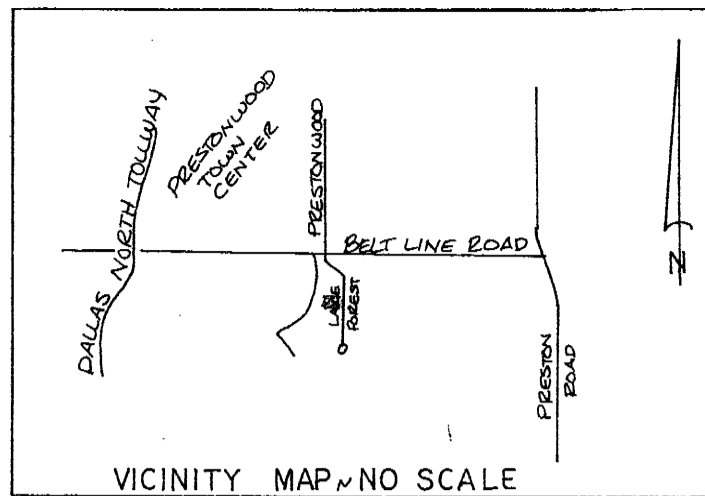 DALLAS NORTH TOLLWAY
PRESTONWOOD
TOWN
CENTER
PRESTONWOOD
BELT LINE ROAD
LAKE
FOREST
PRESTON
ROAD
N
VICINITY MAP~NO SCALE